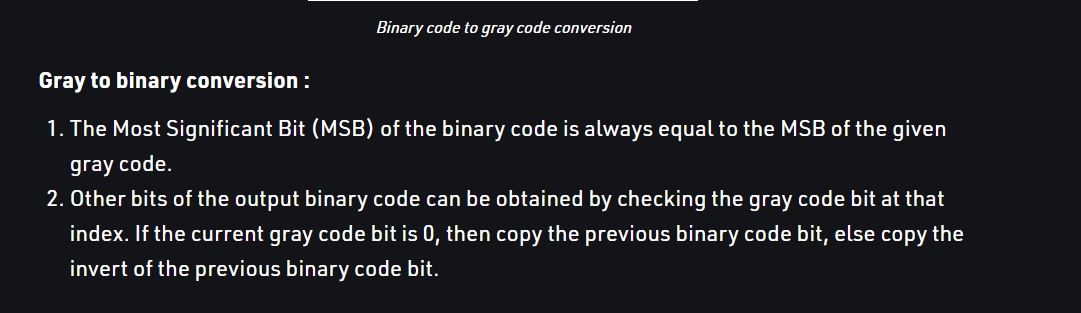 Binary code to gray code conversion
Gray to binary conversion :
1. The Most Significant Bit (MSB) of the binary code is always equal to the MSB of the given
gray code.
2. Other bits of the output binary code can be obtained by checking the gray code bit at that
index. If the current gray code bit is 0, then copy the previous binary code bit, else copy the
invert of the previous binary code bit.